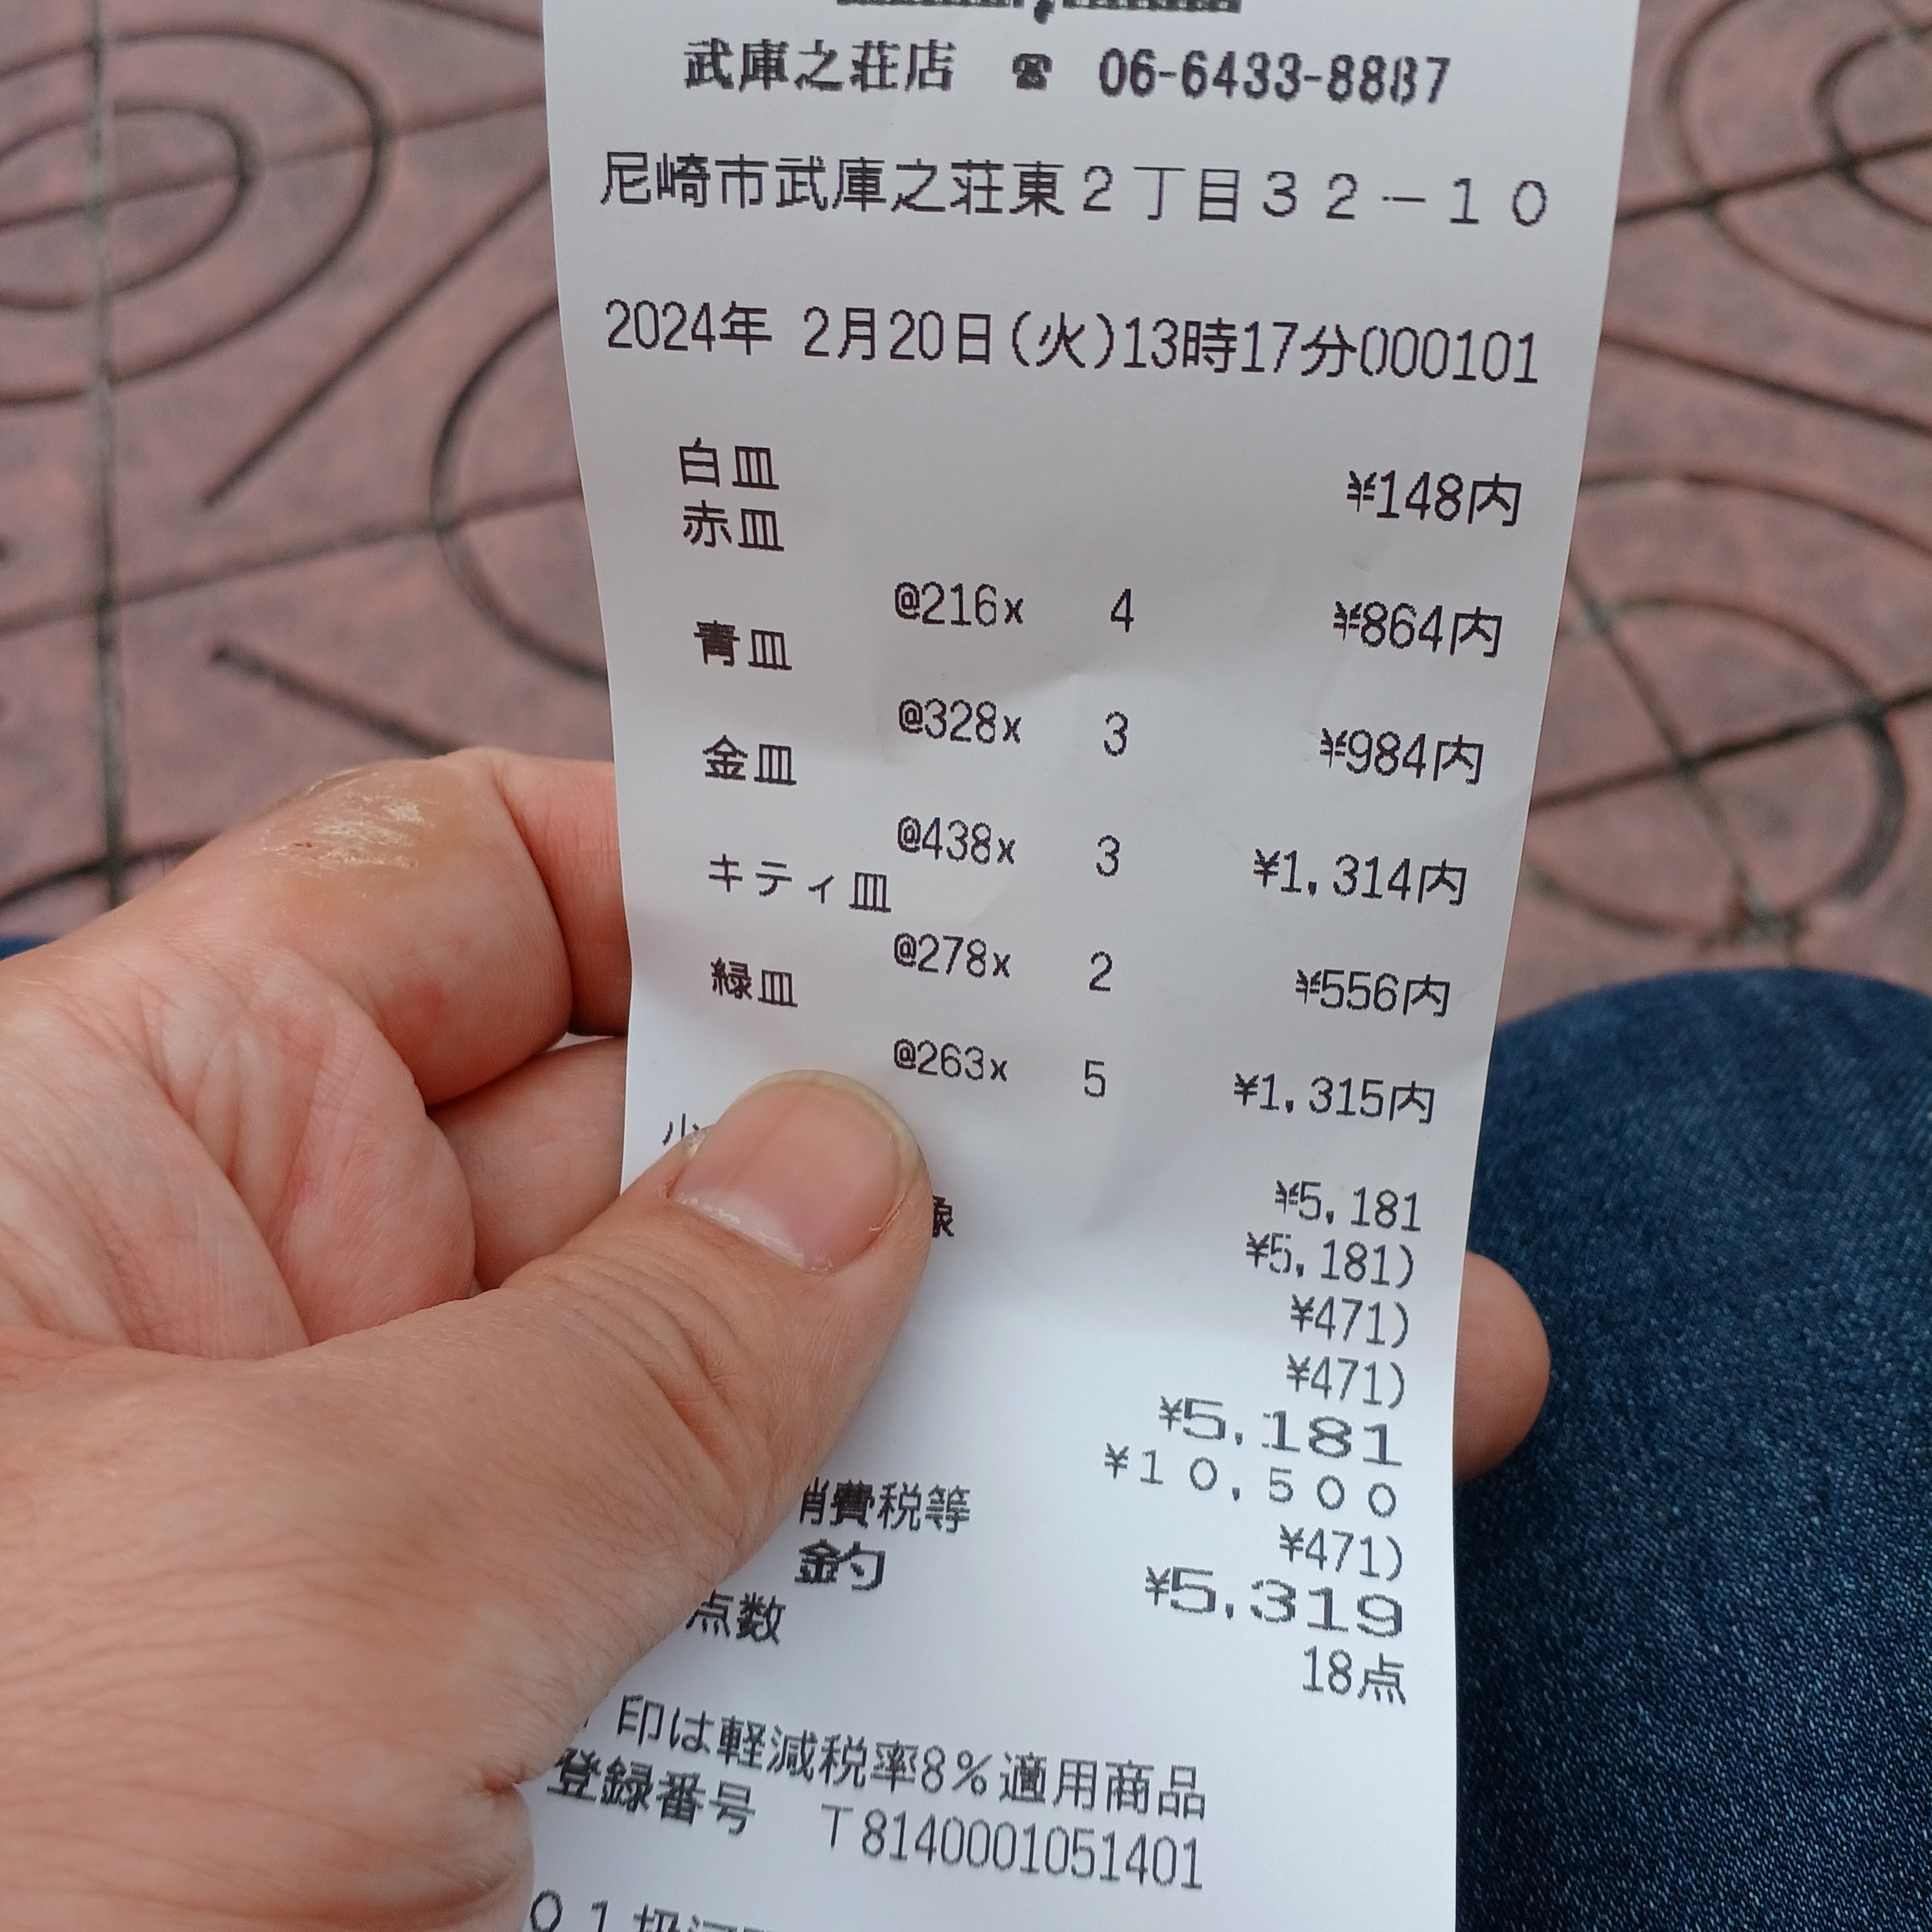 武庫之荘店 ☎ 06-6433-8887
尼崎市武庫之荘東2丁目32-10
2024年 2月20日(火)13時17分000101
白皿 ¥148内
赤皿
@216x 4 ¥864内
青皿
@328x 3 ¥984内
金皿
@438x 3 ¥1,314内
キティ皿
@278x 2 ¥556内
緑皿
@263x 5 ¥1,315内
小 ¥5,181
象 ¥5,181)
¥471)
¥471)
¥5,181
¥10,500
消費税等 ¥471)
釣 ¥5,319
点数 18点
印は軽減税率8%適用商品
登録番号 T8140001051401
01